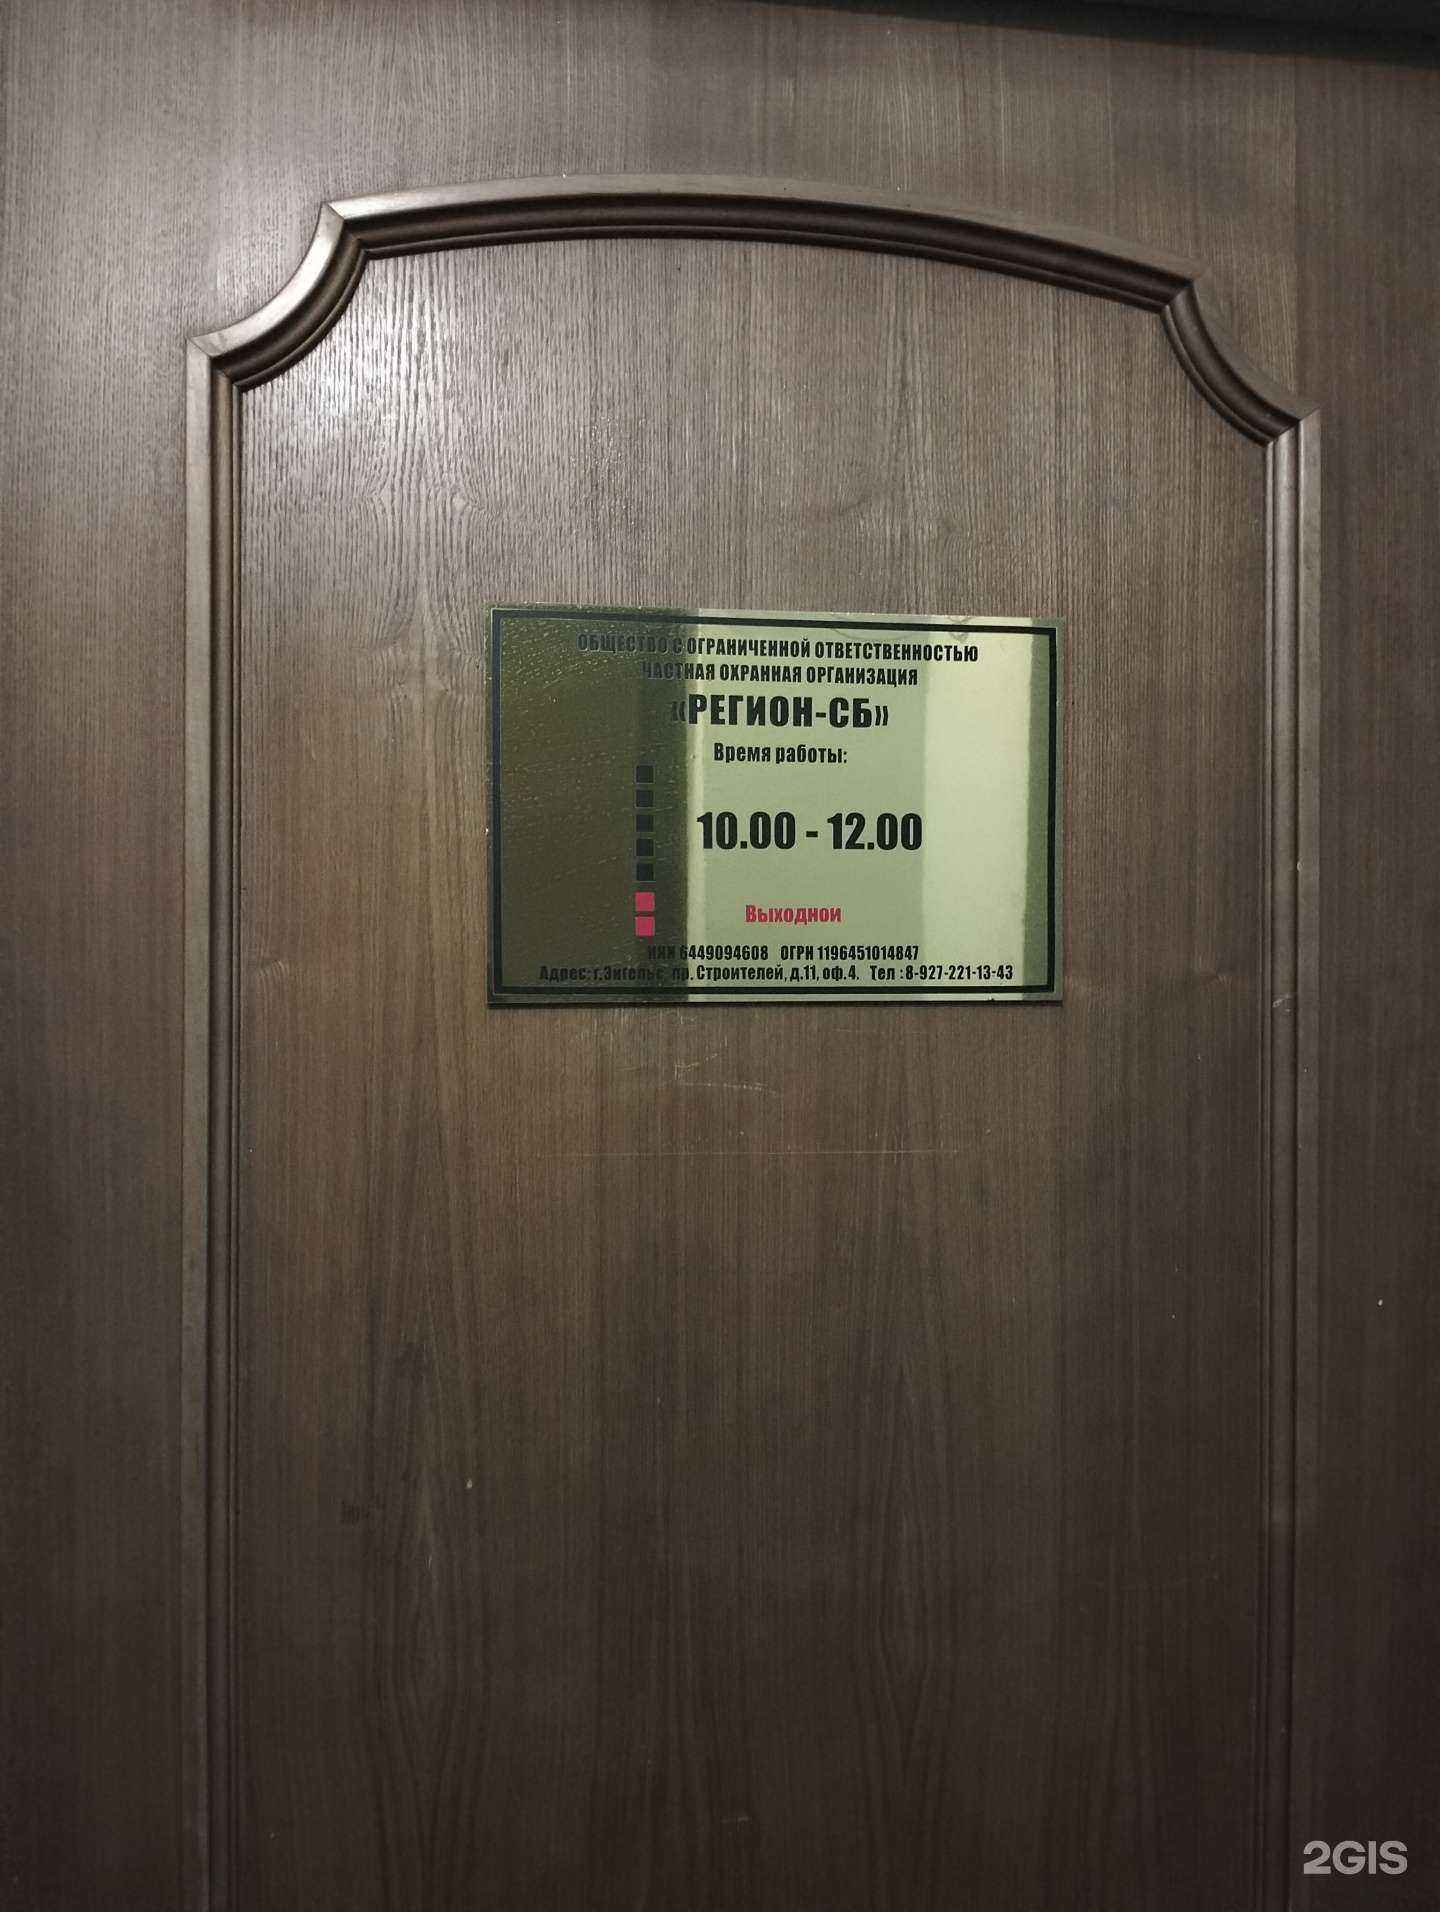 ОБЩЕСТВО С ОГРАНИЧЕННОЙ ОТВЕТСТВЕННОСТЬЮ
ЧАСТНАЯ ОХРАННАЯ ОРГАНИЗАЦИЯ
«РЕГИОН-СБ»
Время работы:
10.00 - 12.00
Выходнои
ИНН 6449094608 ОГРН 1196451014847
Адрес: г.Энгельс, пр. Строителей, д.11, оф.4. Тел :8-927-221-13-43
2GIS